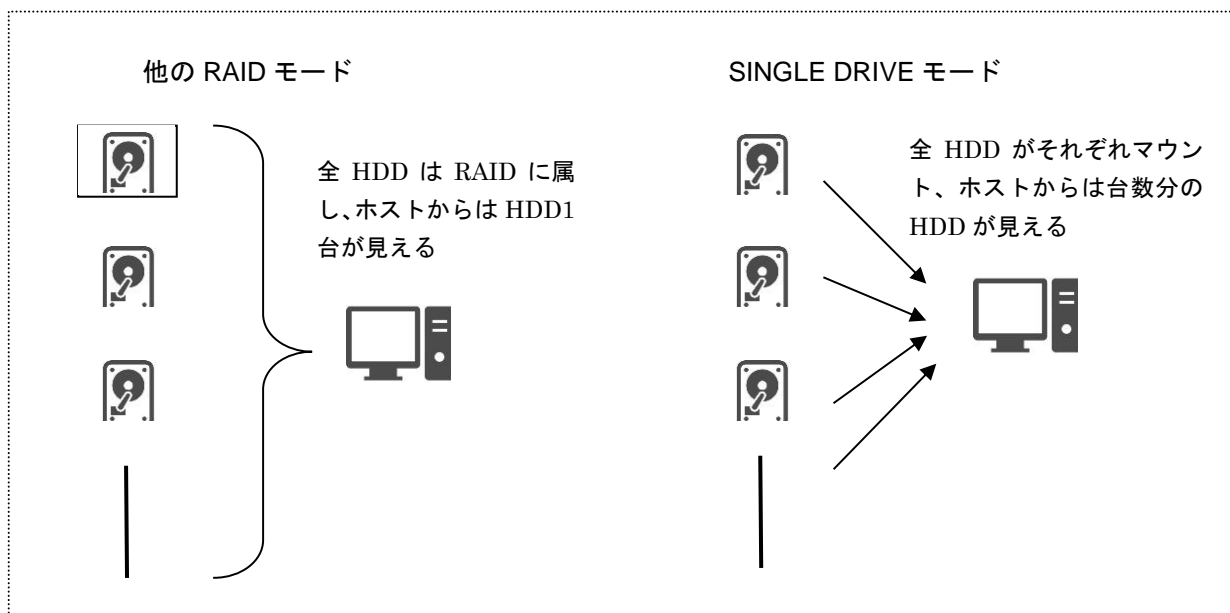 他の RAID モード
全 HDD は RAID に属
し、ホストからは HDD1
台が見える
SINGLE DRIVE モード
全 HDD がそれぞれマウン
ト、ホストからは台数分の
HDD が見える